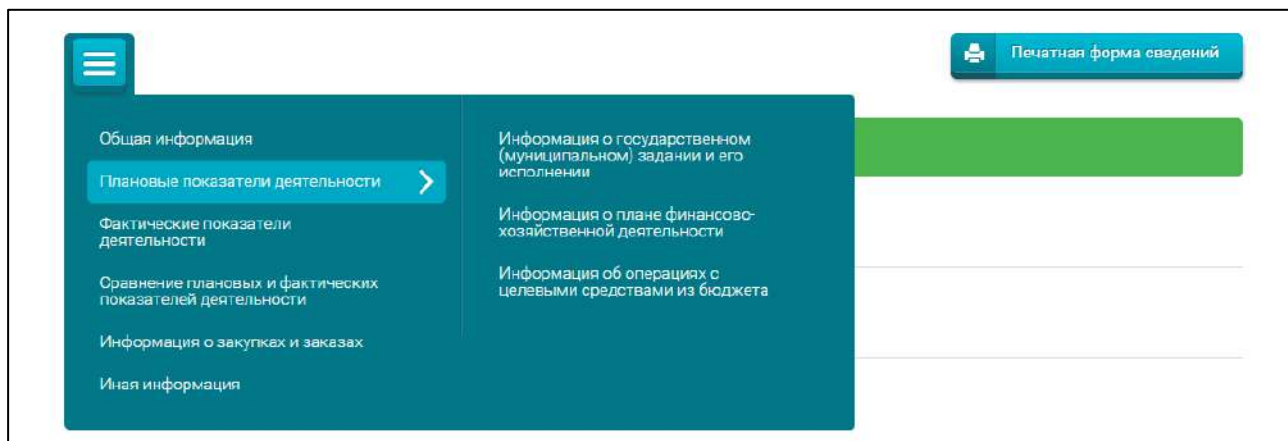 Печатная форма сведений
Общая информация
Плановые показатели деятельности
Фактические показатели
деятельности
Сравнение плановых и фактических
показателей деятельности
Информация о закупках и заказах
Иная информация
Информация о государственном
(муниципальном) задании и его
исполнении
Информация о плане финансово-
хозяйственной деятельности
Информация об операциях с
целевыми средствами из бюджета